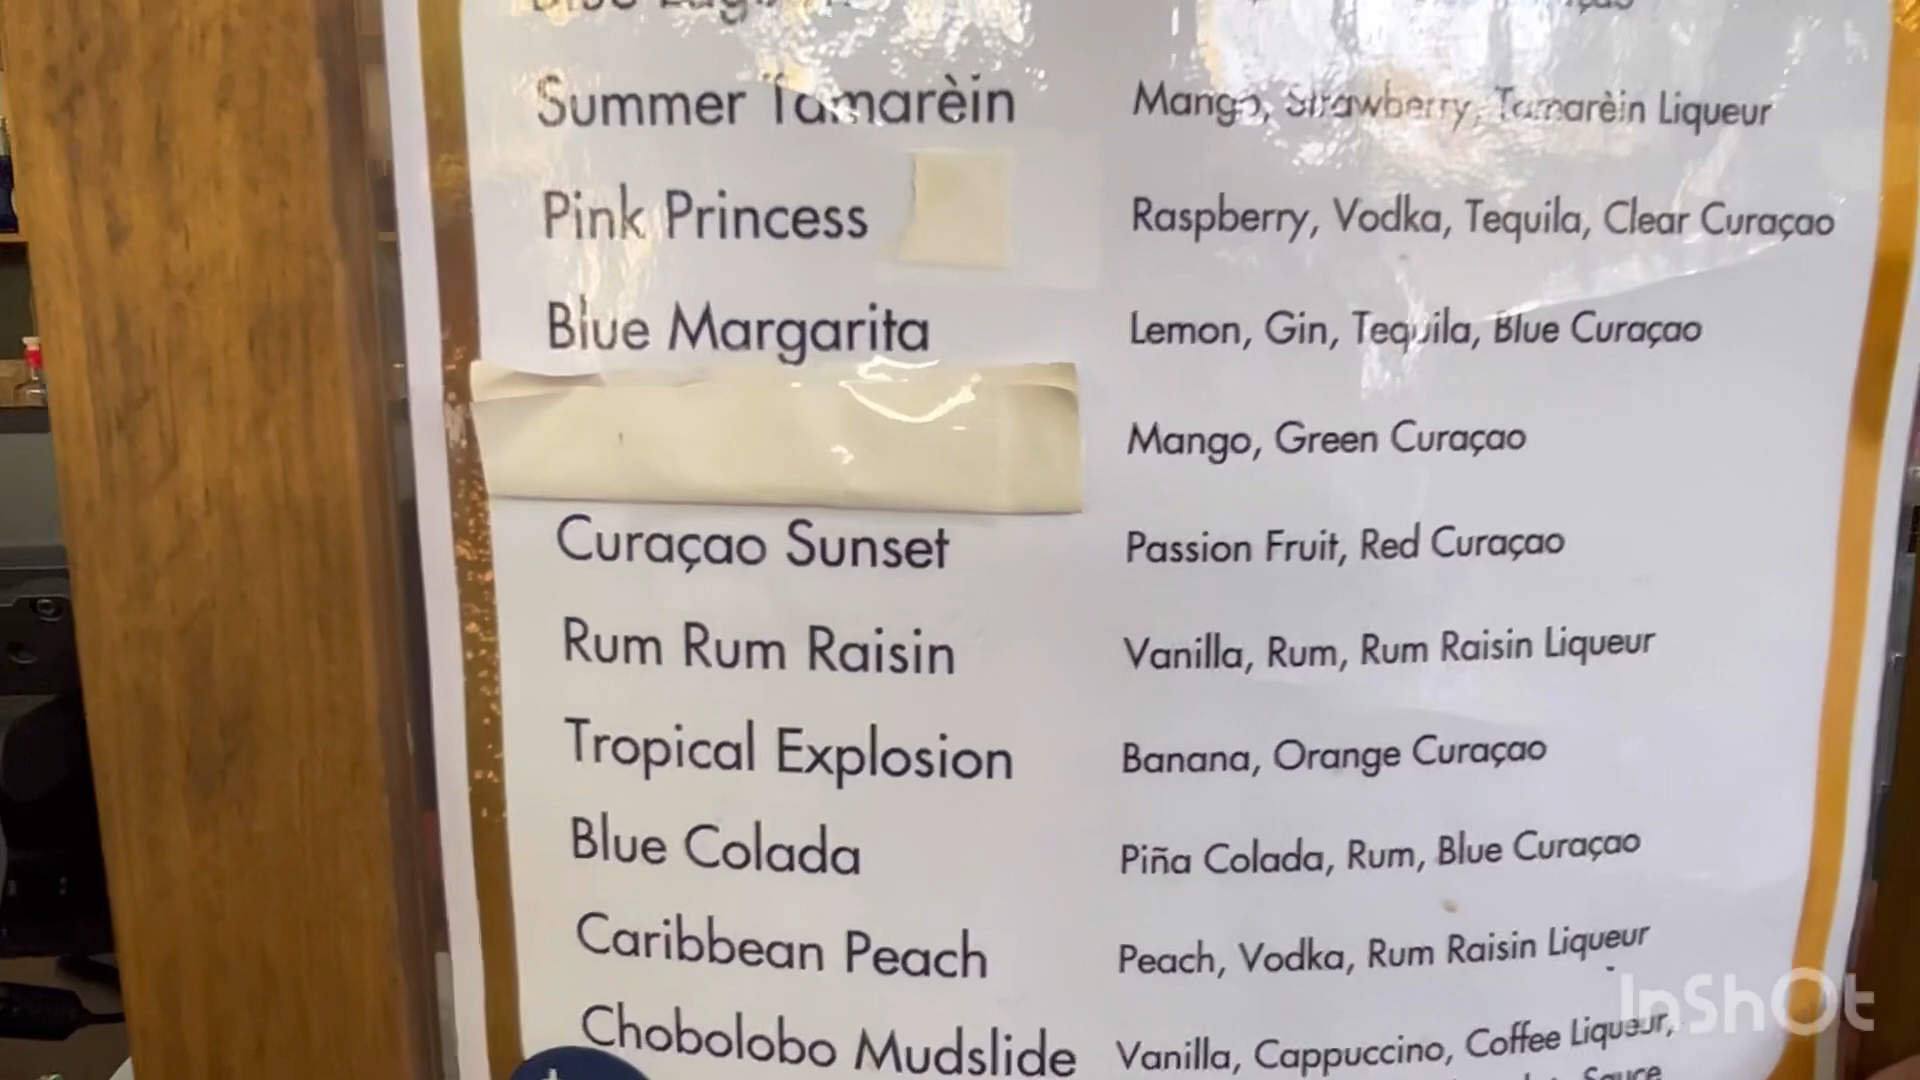 Summer Tamarèin Mango, Strawberry, Tamarèin Liqueur
Pink Princess Raspberry, Vodka, Tequila, Clear Curaçao
Blue Margarita Lemon, Gin, Tequila, Blue Curaçao
Mango, Green Curaçao
Curaçao Sunset Passion Fruit, Red Curaçao
Rum Rum Raisin Vanilla, Rum, Rum Raisin Liqueur
Tropical Explosion Banana, Orange Curaçao
Blue Colada Piña Colada, Rum, Blue Curaçao
Caribbean Peach Peach, Vodka, Rum Raisin Liqueur
Chobolobo Mudslide Vanilla, Cappuccino, Coffee Liqueur,
Sauce
InShOt